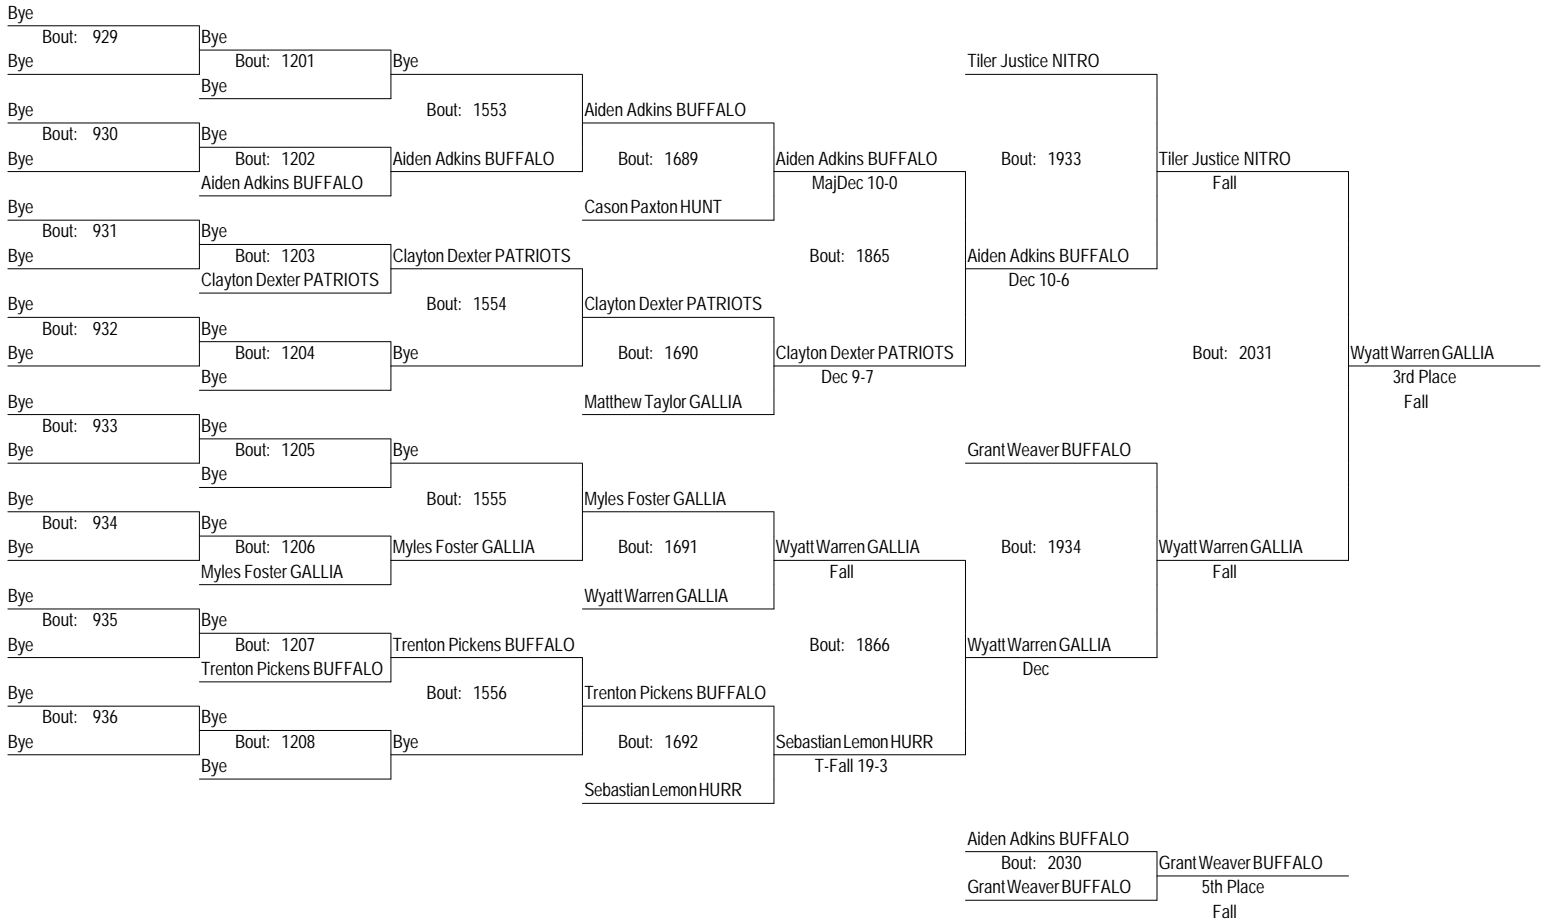 Bye
Bout: 929
Bye
Bye
Bout: 930
Bye
Bye
Bout: 931
Bye
Bye
Bout: 932
Bye
Bye
Bout: 933
Bye
Bye
Bout: 934
Bye
Bye
Bout: 935
Bye
Bye
Bout: 936
Bye
Bye
Bout: 1201
Bye
Bye
Bout: 1202
Aiden Adkins BUFFALO
Bye
Bout: 1203
Clayton Dexter PATRIOTS
Bye
Bout: 1204
Bye
Bye
Bout: 1205
Bye
Bye
Bout: 1206
Myles Foster GALLIA
Bye
Bout: 1207
Trenton Pickens BUFFALO
Bye
Bout: 1208
Bye
Bye
Bout: 1553
Aiden Adkins BUFFALO
Clayton Dexter PATRIOTS
Bout: 1554
Bye
Bye
Bout: 1555
Myles Foster GALLIA
Trenton Pickens BUFFALO
Bout: 1556
Bye
Aiden Adkins BUFFALO
Bout: 1689
Cason Paxton HUNT
Clayton Dexter PATRIOTS
Bout: 1690
Matthew Taylor GALLIA
Myles Foster GALLIA
Bout: 1691
Wyatt Warren GALLIA
Trenton Pickens BUFFALO
Bout: 1692
Sebastian Lemon HURR
Aiden Adkins BUFFALO
MajDec 10-0
Bout: 1865
Clayton Dexter PATRIOTS
Dec 9-7
Wyatt Warren GALLIA
Fall
Bout: 1866
Sebastian Lemon HURR
T-Fall 19-3
Tiler Justice NITRO
Bout: 1933
Aiden Adkins BUFFALO
Dec 10-6
Grant Weaver BUFFALO
Bout: 1934
Wyatt Warren GALLIA
Dec
Tiler Justice NITRO
Fall
Bout: 2031
Wyatt Warren GALLIA
Fall
Wyatt Warren GALLIA
3rd Place
Fall
Aiden Adkins BUFFALO
Bout: 2030
Grant Weaver BUFFALO
Grant Weaver BUFFALO
5th Place
Fall